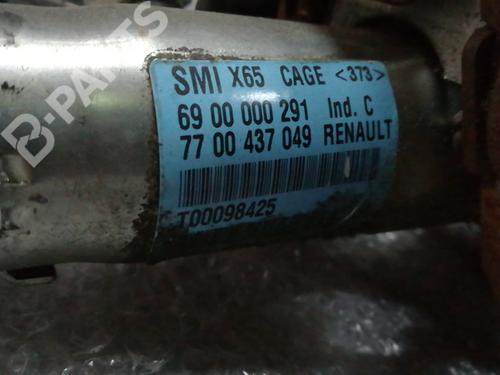 SMI X65 CAGE <373>
69 00 000 291 Ind. C
77 00 437 049 RENAULT
T00098425
B-PARTS